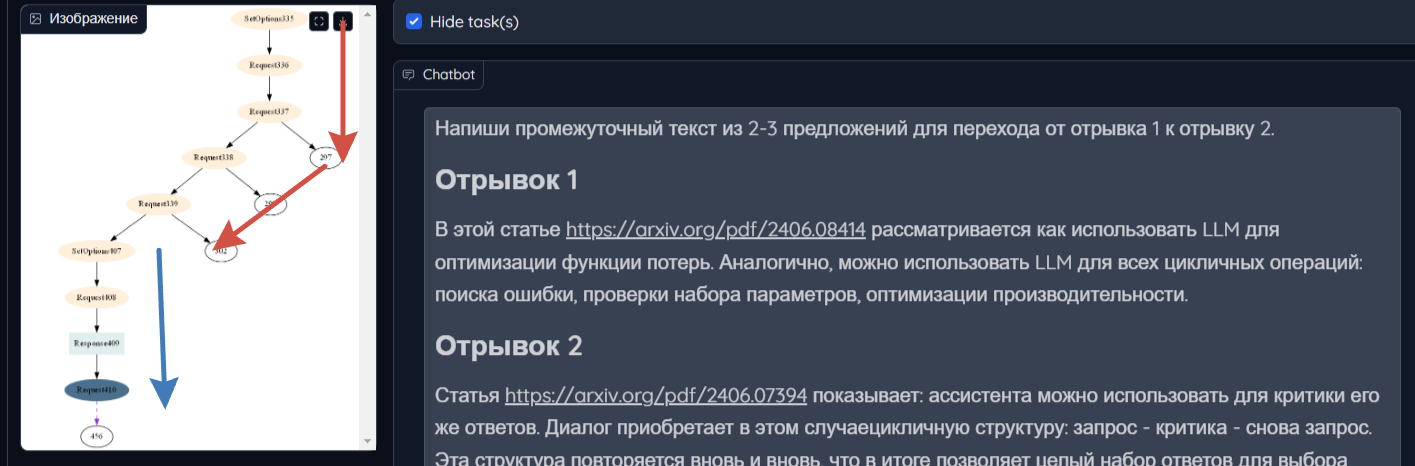 Изображение
SetOptions335
Request336
Request337
Request338
297
Request339
SetOptions407
302
Request408
Response409
Request410
456
Hide task(s)
Chatbot
Напиши промежуточный текст из 2-3 предложений для перехода от отрывка 1 к отрывку 2.
Отрывок 1
В этой статье https://arxiv.org/pdf/2406.08414 рассматривается как использовать LLM для
оптимизации функции потерь. Аналогично, можно использовать LLM для всех цикличных операций:
поиска ошибки, проверки набора параметров, оптимизации производительности.
Отрывок 2
Статья https://arxiv.org/pdf/2406.07394 показывает: ассистента можно использовать для критики его
же ответов. Диалог приобретает в этом случаецикличную структуру: запрос - критика - снова запрос.
Эта структура повторяется вновь и вновь, что в итоге позволяет целый набор ответов для выбора